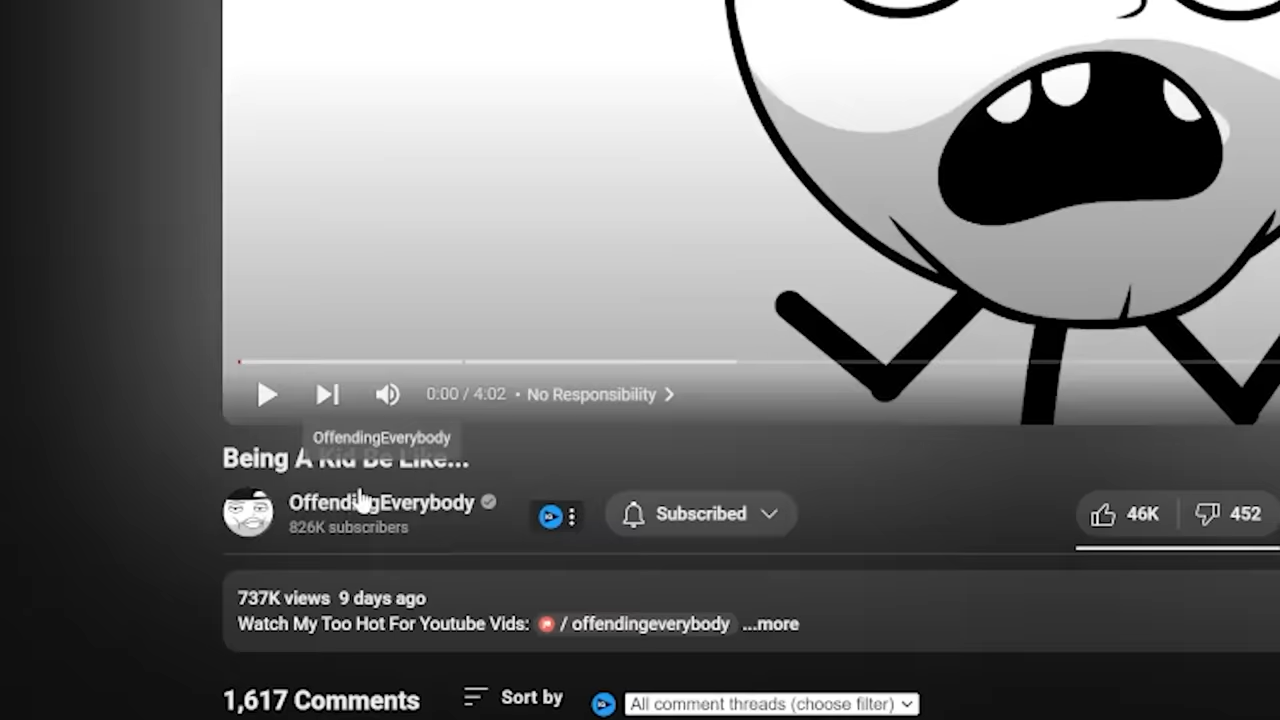 0:00 / 4:02 • No Responsibility
OffendingEverybody
Being A Kid Be Like...
OffendingEverybody
826K subscribers
Subscribed
46K
452
737K views 9 days ago
Watch My Too Hot For Youtube Vids: / offendingeverybody ...more
1,617 Comments
Sort by
All comment threads (choose filter)